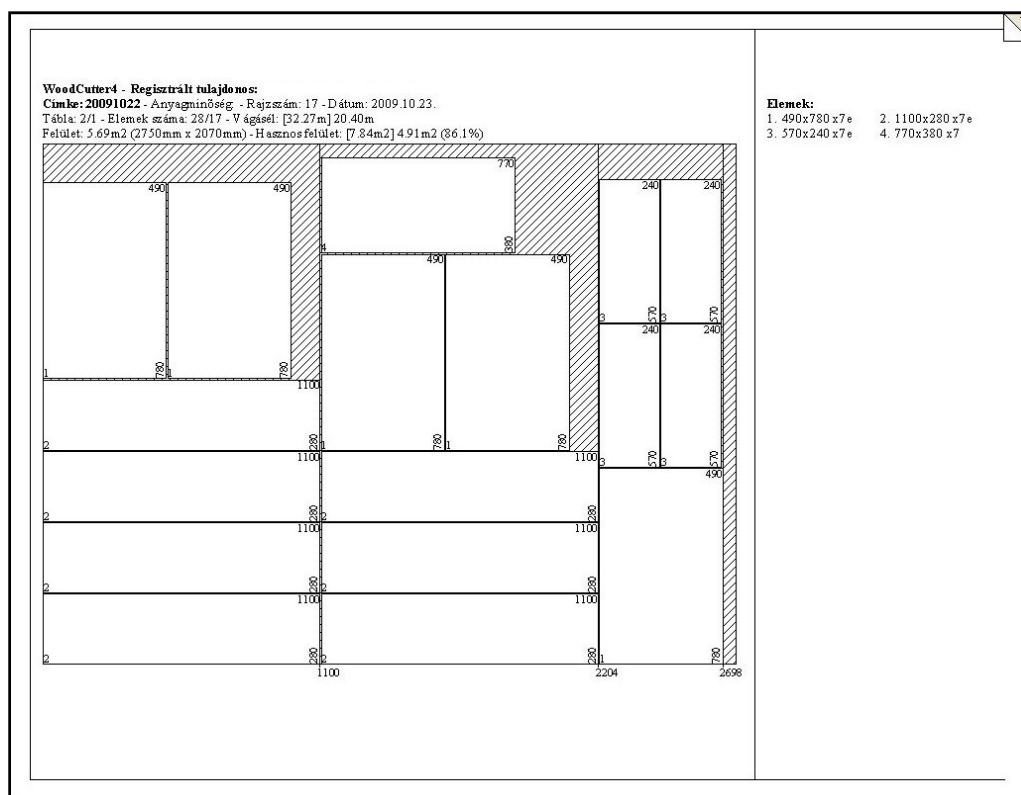 WoodCutter4 - Regisztrált tulajdonos:
Címke: 20091022 - Anyagminőség: - Rajzszám: 17 - Dátum: 2009.10.23.
Tábla: 2/1 - Elemek száma: 28/17 - Vágásél: [32.27m] 20.40m
Felület: 5.69m2 (2750mm x 2070mm) - Hasznos felület: [7.84m2] 4.91m2 (86.1%)
Elemek:
1. 490x780 x7 e 2. 1100x280 x7 e
3. 570x240 x7 e 4. 770x380 x7
770
490 490 240 240
4 380
490 490
3 570 3 570
240 240
1 780 1 780
1100
2 280 1 780 1 780
1100 1100
3 570 3 570
490
2 280 2 280
1100 1100
2 280 2 280
1100 1100
2 280 2 280 1 780
1100 2204 2698